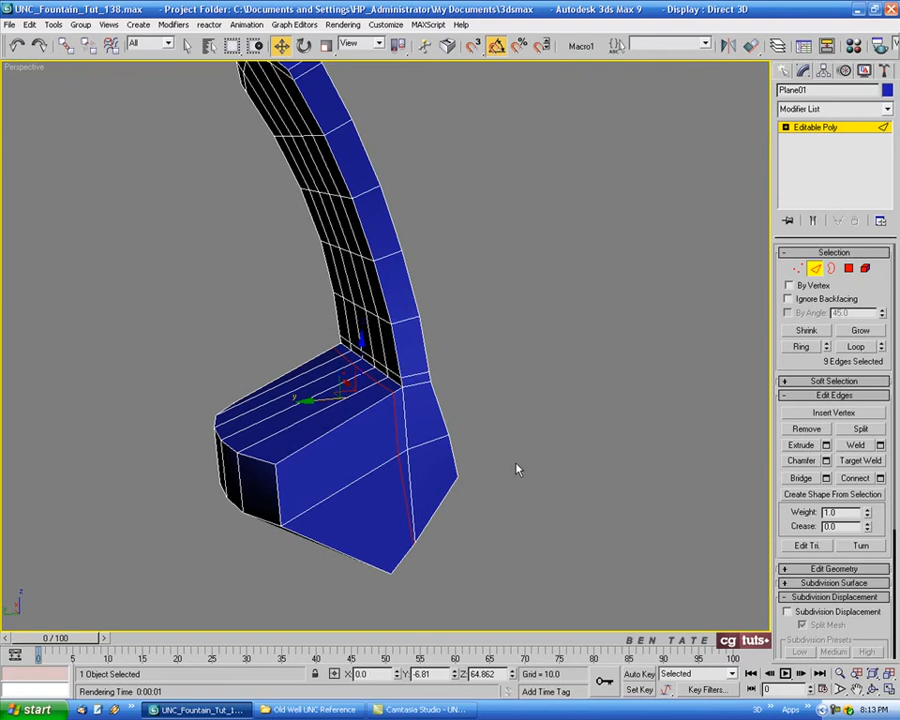 UNC_Fountain_Tut_138.max - Project Folder: C:\Documents and Settings\HP_Administrator\My Documents\3dsmax - Autodesk 3ds Max 9 - Display : Direct 3D
File Edit Tools Group Views Create Modifiers reactor Animation Graph Editors Rendering Customize MAXScript Help
All View Macro1
Perspective
Plane01
Modifier List
Editable Poly
Selection
By Vertex
Ignore Backfacing
By Angle: 45.0
Shrink Grow
Ring Loop
9 Edges Selected
Soft Selection
Edit Edges
Insert Vertex
Remove Split
Extrude Weld
Chamfer Target Weld
Bridge Connect
Create Shape From Selection
Weight: 1.0
Crease: 0.0
Edit Tri. Turn
Edit Geometry
Subdivision Surface
Subdivision Displacement
Subdivision Displacement
Split Mesh
Subdivision Presets
Low Medium High
z
y
BEN TATE cg tuts+
0 / 100
0 5 10 15 20 25 30 35 40 45 50 55 60 65 70 75 80 85 90 95 100
1 Object Selected X: 0.0 Y: -6.81 Z: 64.862 Grid = 10.0 Auto Key Selected
Rendering Time 0:00:01 Add Time Tag Set Key Key Filters... 0
start UNC_Fountain_Tut_1... Old Well UNC Reference Camtasia Studio - UN... 3D Apps 8:13 PM